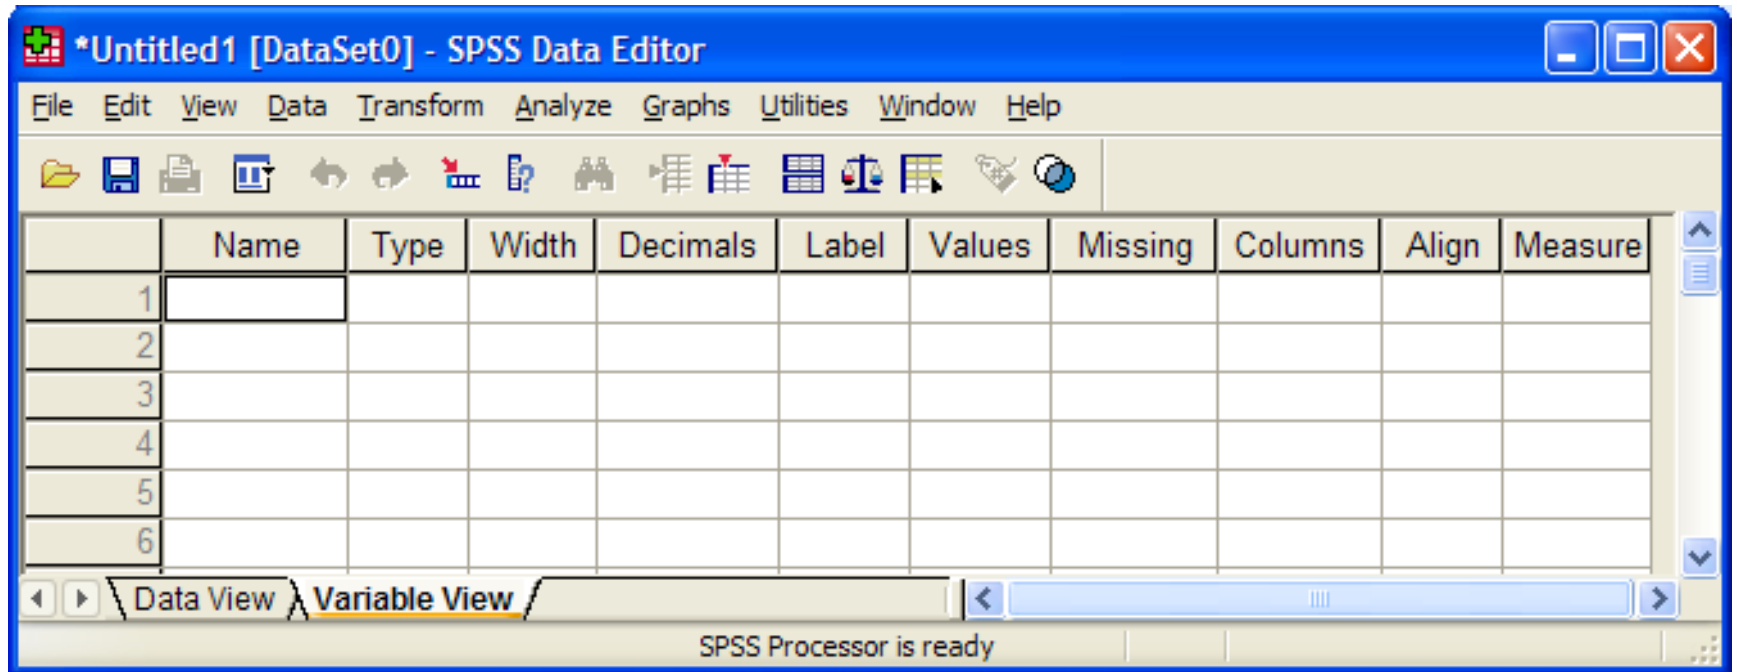 *Untitled1 [DataSet0] - SPSS Data Editor
File Edit View Data Transform Analyze Graphs Utilities Window Help
Name Type Width Decimals Label Values Missing Columns Align Measure
1
2
3
4
5
6
Data View Variable View
SPSS Processor is ready